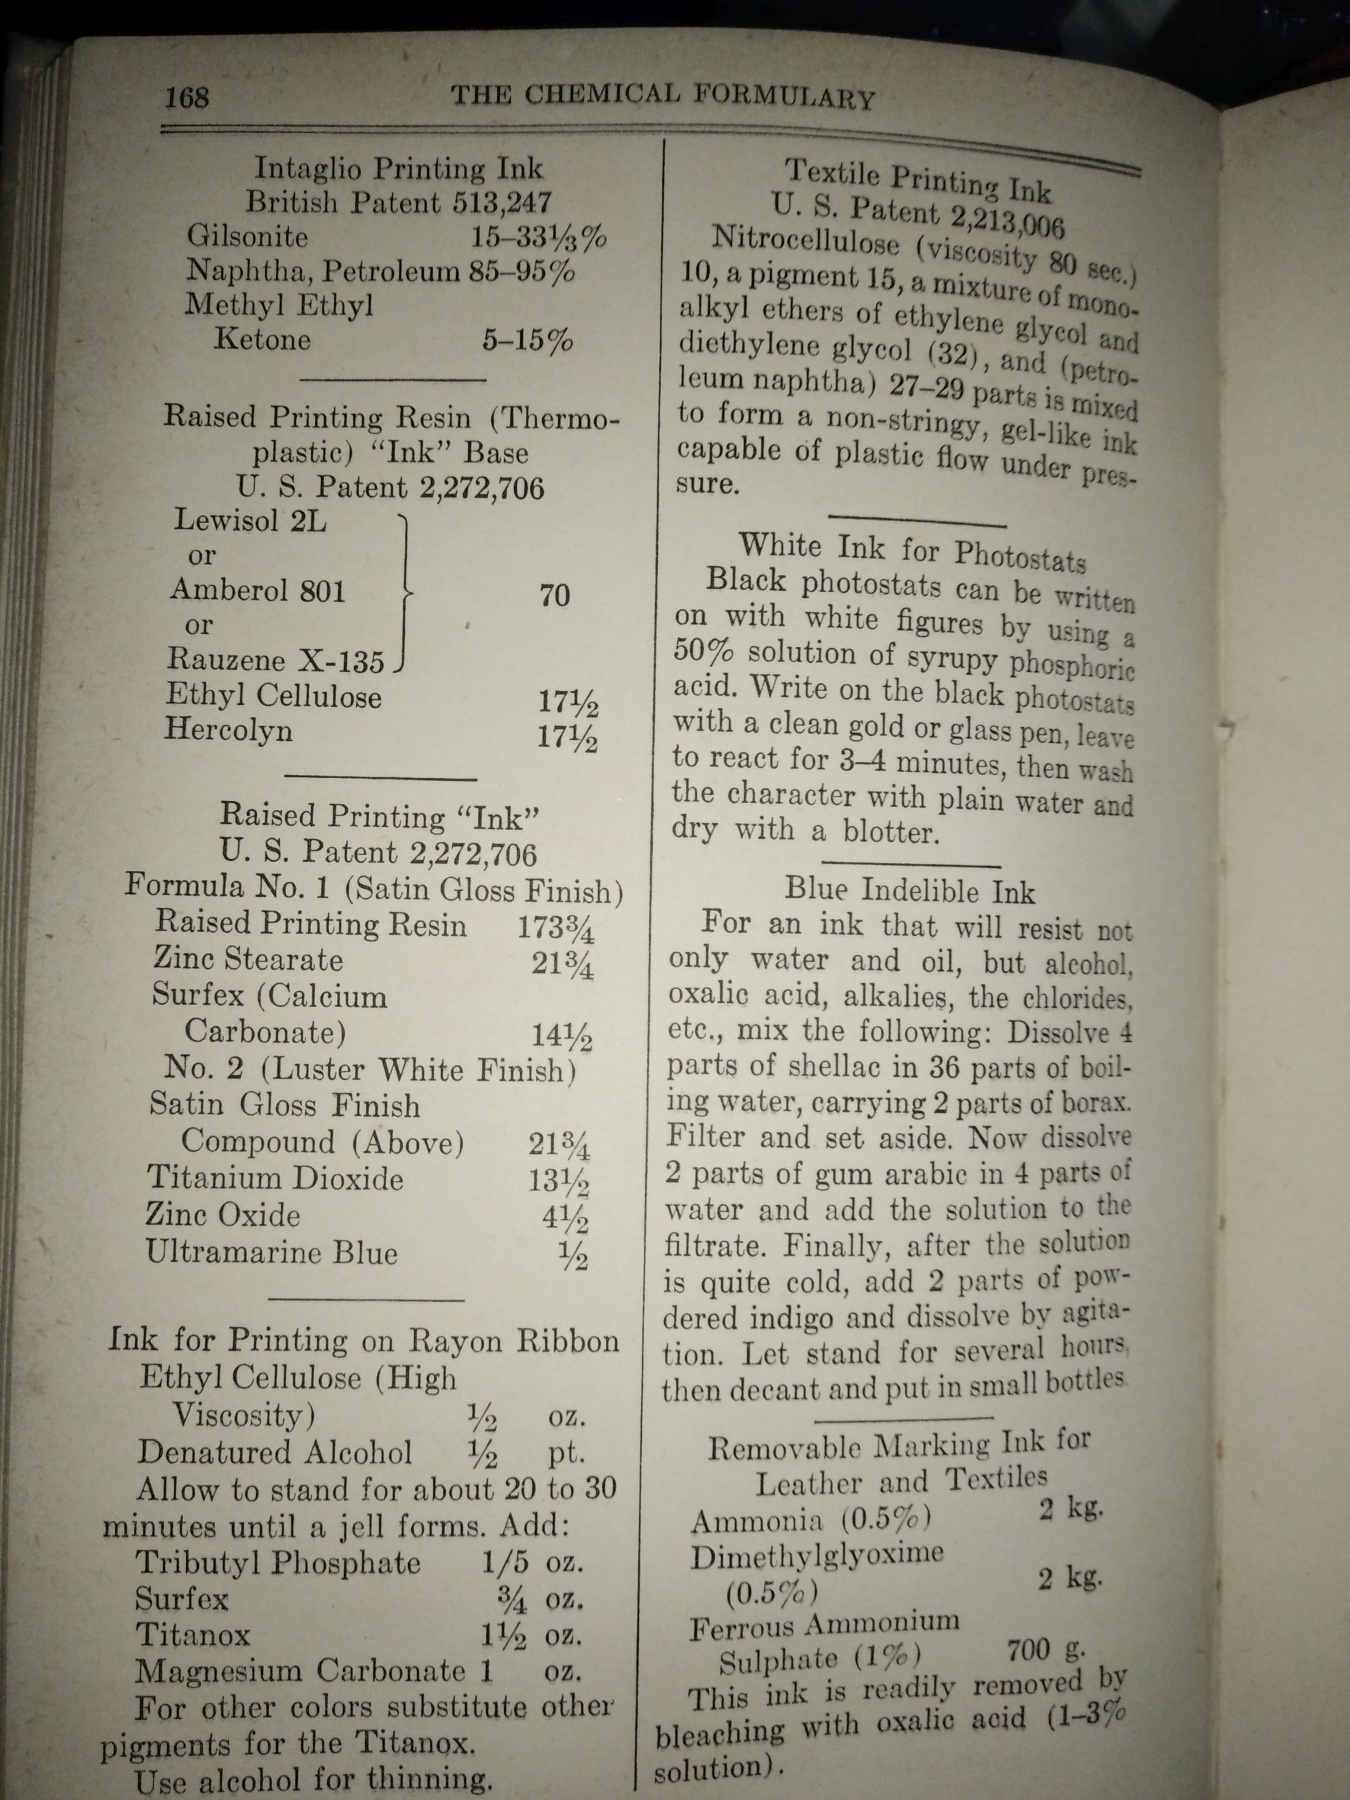 168
THE CHEMICAL FORMULARY
Intaglio Printing Ink
British Patent 513,247
Gilsonite 15–33⅓%
Naphtha, Petroleum 85–95%
Methyl Ethyl
Ketone 5–15%
Raised Printing Resin (Thermo-
plastic) “Ink” Base
U. S. Patent 2,272,706
Lewisol 2L
or
Amberol 801 70
or
Rauzene X-135
Ethyl Cellulose 17½
Hercolyn 17½
Raised Printing “Ink”
U. S. Patent 2,272,706
Formula No. 1 (Satin Gloss Finish)
Raised Printing Resin 173¾
Zinc Stearate 21¾
Surfex (Calcium
Carbonate) 14½
No. 2 (Luster White Finish)
Satin Gloss Finish
Compound (Above) 21¾
Titanium Dioxide 13½
Zinc Oxide 4½
Ultramarine Blue ½
Ink for Printing on Rayon Ribbon
Ethyl Cellulose (High
Viscosity) ½ oz.
Denatured Alcohol ½ pt.
Allow to stand for about 20 to 30
minutes until a jell forms. Add:
Tributyl Phosphate 1/5 oz.
Surfex ¾ oz.
Titanox 1½ oz.
Magnesium Carbonate 1 oz.
For other colors substitute other
pigments for the Titanox.
Use alcohol for thinning.
Textile Printing Ink
U. S. Patent 2,213,006
Nitrocellulose (viscosity 80 sec.)
10, a pigment 15, a mixture of mono-
alkyl ethers of ethylene glycol and
diethylene glycol (32), and (petro-
leum naphtha) 27–29 parts is mixed
to form a non-stringy, gel-like ink
capable of plastic flow under pres-
sure.
White Ink for Photostats
Black photostats can be written
on with white figures by using a
50% solution of syrupy phosphoric
acid. Write on the black photostats
with a clean gold or glass pen, leave
to react for 3–4 minutes, then wash
the character with plain water and
dry with a blotter.
Blue Indelible Ink
For an ink that will resist not
only water and oil, but alcohol,
oxalic acid, alkalies, the chlorides,
etc., mix the following: Dissolve 4
parts of shellac in 36 parts of boil-
ing water, carrying 2 parts of borax.
Filter and set aside. Now dissolve
2 parts of gum arabic in 4 parts of
water and add the solution to the
filtrate. Finally, after the solution
is quite cold, add 2 parts of pow-
dered indigo and dissolve by agita-
tion. Let stand for several hours,
then decant and put in small bottles
Removable Marking Ink for
Leather and Textiles
Ammonia (0.5%) 2 kg.
Dimethylglyoxime
(0.5%) 2 kg.
Ferrous Ammonium
Sulphate (1%) 700 g.
This ink is readily removed by
bleaching with oxalic acid (1–3%
solution).